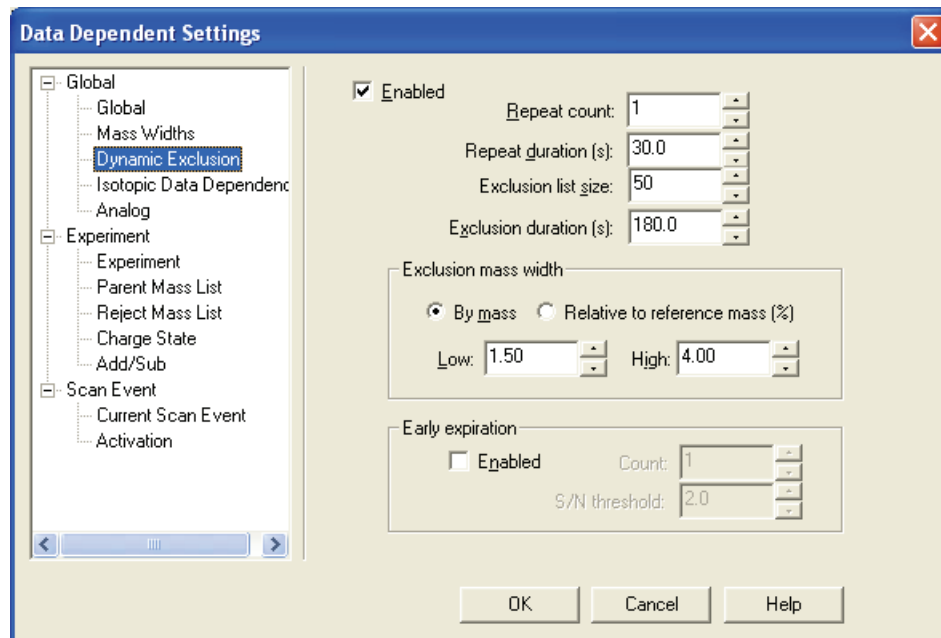 Data Dependent Settings
Global
Global
Mass Widths
Dynamic Exclusion
Isotopic Data Dependenc
Analog
Experiment
Experiment
Parent Mass List
Reject Mass List
Charge State
Add/Sub
Scan Event
Current Scan Event
Activation
Enabled
Repeat count: 1
Repeat duration (s): 30.0
Exclusion list size: 50
Exclusion duration (s): 180.0
Exclusion mass width
By mass Relative to reference mass (%)
Low: 1.50 High: 4.00
Early expiration
Enabled Count: 1
S/N threshold: 2.0
OK Cancel Help